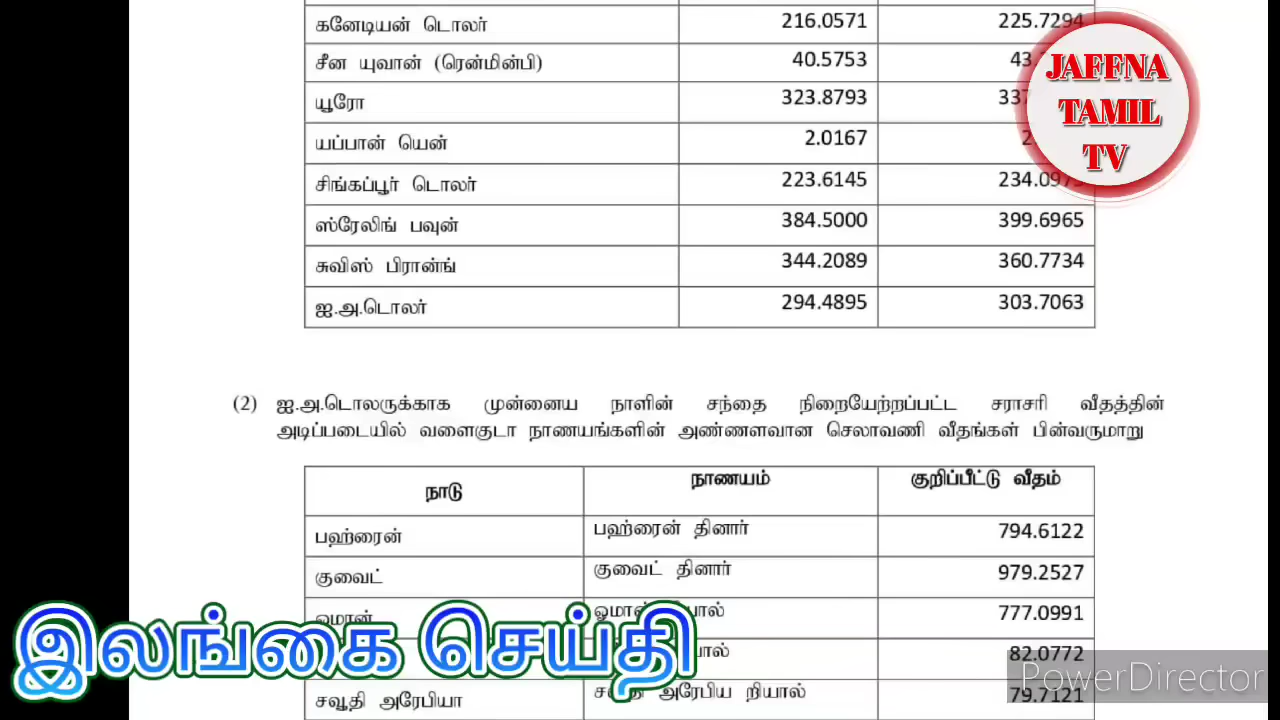 கனேடியன் டொலர் 216.0571 225.7294
சீன யுவான் (ரென்மின்பி) 40.5753
யூரோ 323.8793
யப்பான் யென் 2.0167
சிங்கப்பூர் டொலர் 223.6145
ஸ்ரேலிங் பவுன் 384.5000 399.6965
சுவிஸ் பிராங்ங் 344.2089 360.7734
ஐ.அ.டொலர் 294.4895 303.7063
JAFFNA
TAMIL
TV
(2) ஐ.அ.டொலருக்காக முன்னைய நாளின் சந்தை நிறையேற்றப்பட்ட சராசரி வீதத்தின்
அடிப்படையில் வளைகுடா நாணயங்களின் அண்ணளவான செலாவணி வீதங்கள் பின்வருமாறு
நாடு நாணயம் குறிப்பீட்டு வீதம்
பஹ்ரைன் பஹ்ரைன் தினார் 794.6122
குவைட் குவைட் தினார் 979.2527
ஓமான் 777.0991
82.0772
சவூதி அரேபியா சவூதி அரேபிய றியால் 79.7121
இலங்கை செய்தி
PowerDirector